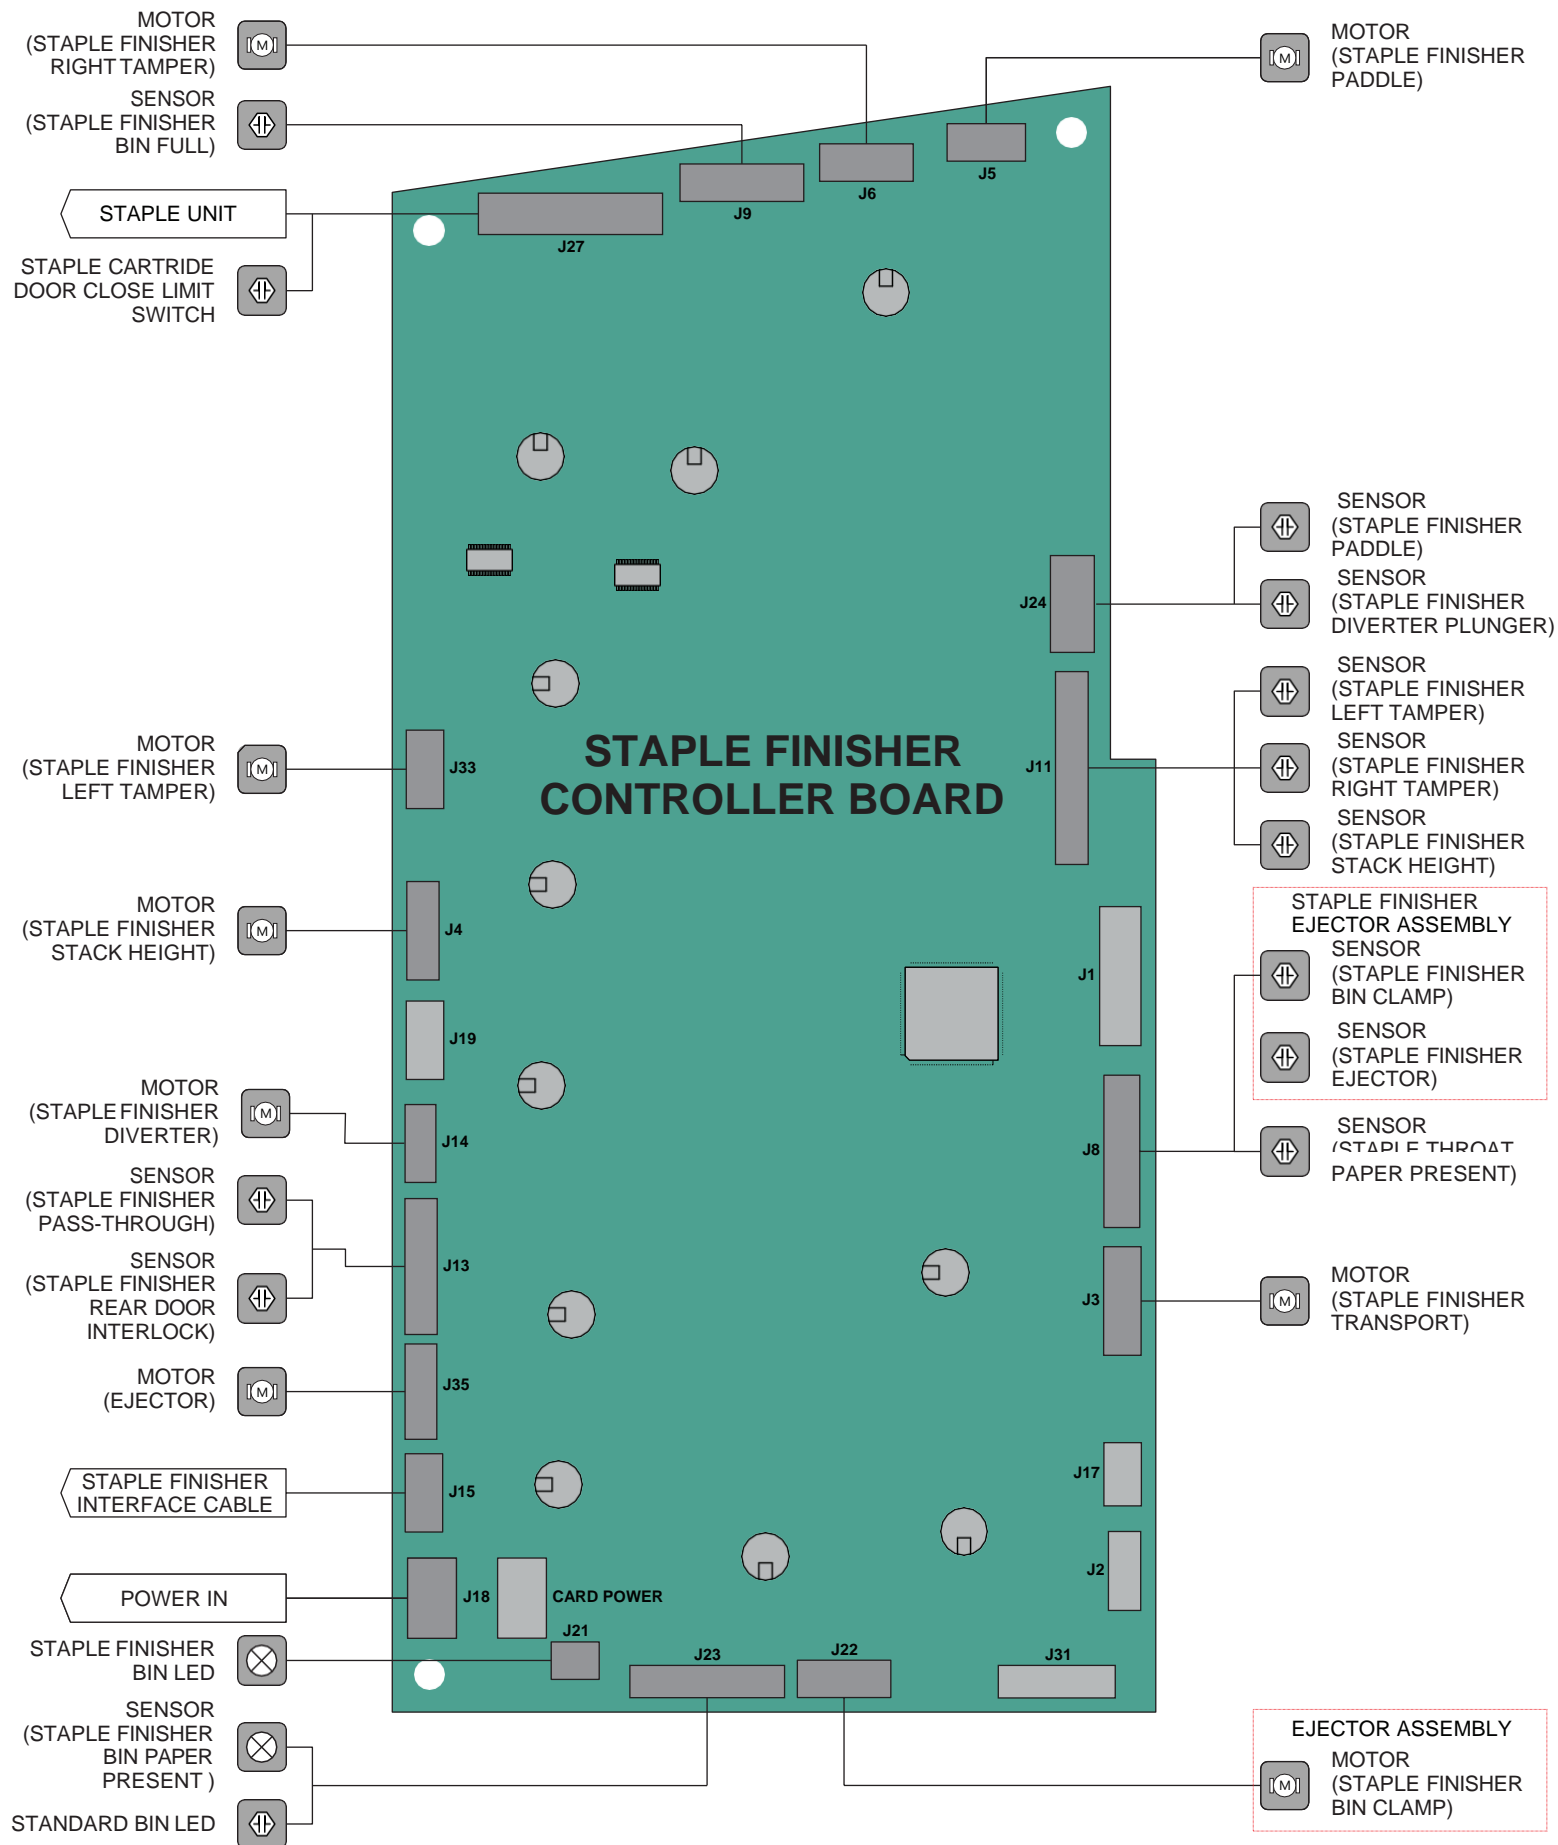 MOTOR
(STAPLE FINISHER
RIGHT TAMPER)
SENSOR
(STAPLE FINISHER
BIN FULL)
STAPLE UNIT
STAPLE CARTRIDE
DOOR CLOSE LIMIT
SWITCH
MOTOR
(STAPLE FINISHER
PADDLE)
J5
J6
J9
J27
SENSOR
(STAPLE FINISHER
PADDLE)
SENSOR
(STAPLE FINISHER
DIVERTER PLUNGER)
J24
SENSOR
(STAPLE FINISHER
LEFT TAMPER)
SENSOR
(STAPLE FINISHER
RIGHT TAMPER)
SENSOR
(STAPLE FINISHER
STACK HEIGHT)
J11
STAPLE FINISHER
CONTROLLER BOARD
MOTOR
(STAPLE FINISHER
LEFT TAMPER)
J33
MOTOR
(STAPLE FINISHER
STACK HEIGHT)
J4
J19
MOTOR
(STAPLE FINISHER
DIVERTER)
J14
SENSOR
(STAPLE FINISHER
PASS-THROUGH)
SENSOR
(STAPLE FINISHER
REAR DOOR
INTERLOCK)
J13
MOTOR
(EJECTOR)
J35
STAPLE FINISHER
INTERFACE CABLE
J15
POWER IN
J18
CARD POWER
STAPLE FINISHER
BIN LED
J21
SENSOR
(STAPLE FINISHER
BIN PAPER
PRESENT )
STANDARD BIN LED
J23
J22
J31
STAPLE FINISHER
EJECTOR ASSEMBLY
SENSOR
(STAPLE FINISHER
BIN CLAMP)
SENSOR
(STAPLE FINISHER
EJECTOR)
J1
SENSOR
(STAPLE THROAT
PAPER PRESENT)
J8
MOTOR
(STAPLE FINISHER
TRANSPORT)
J3
J17
J2
EJECTOR ASSEMBLY
MOTOR
(STAPLE FINISHER
BIN CLAMP)
M
M
M
M
M
M
M
M